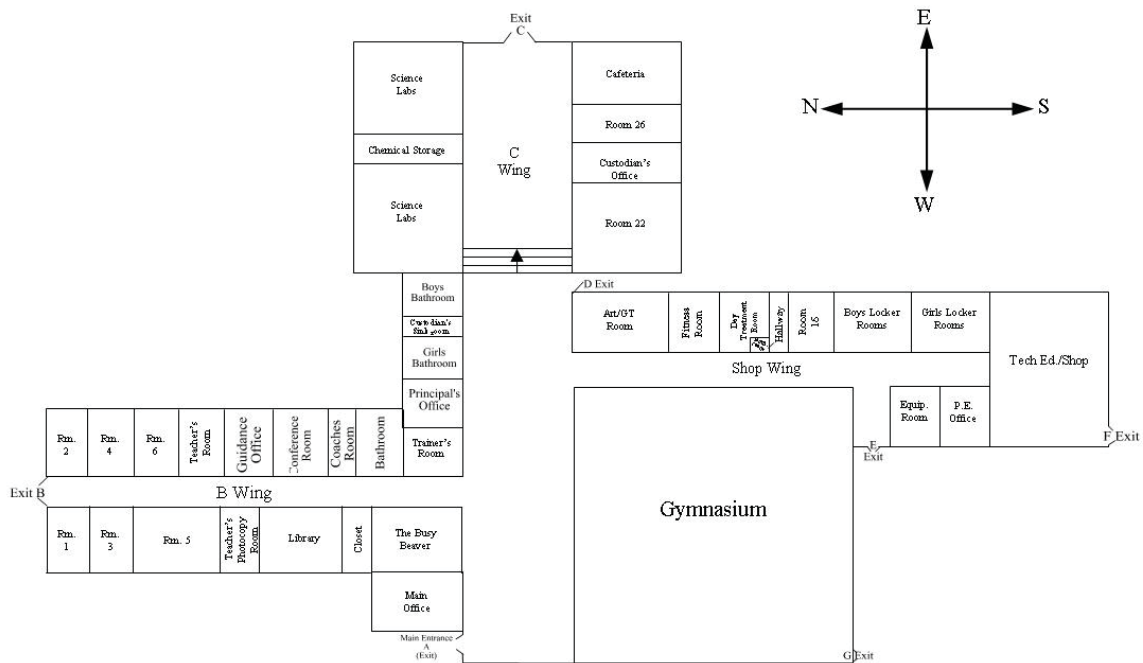 Exit
C
E
N
S
W
Science
Labs
Cafeteria
Room 26
Chemical Storage
C
Wing
Custodian's
Office
Science
Labs
Room 22
Boys
Bathroom
Custodian's
Sink room
Girls
Bathroom
Principal's
Office
Trainer's
Room
D Exit
Art/GT
Room
Fitness
Room
Day
Treatment
Room
Hallway
Room
16
Boys Locker
Rooms
Girls Locker
Rooms
Tech Ed./Shop
Shop Wing
Equip.
Room
P.E.
Office
E
Exit
F Exit
Rm.
2
Rm.
4
Rm.
6
Teacher's
Room
Guidance
Office
Conference
Room
Coaches
Room
Bathroom
Exit B
B Wing
Gymnasium
Rm.
1
Rm.
3
Rm. 5
Teacher's
Photocopy
Room
Library
Closet
The Busy
Beaver
Main
Office
Main Entrance
A
(Exit)
G Exit